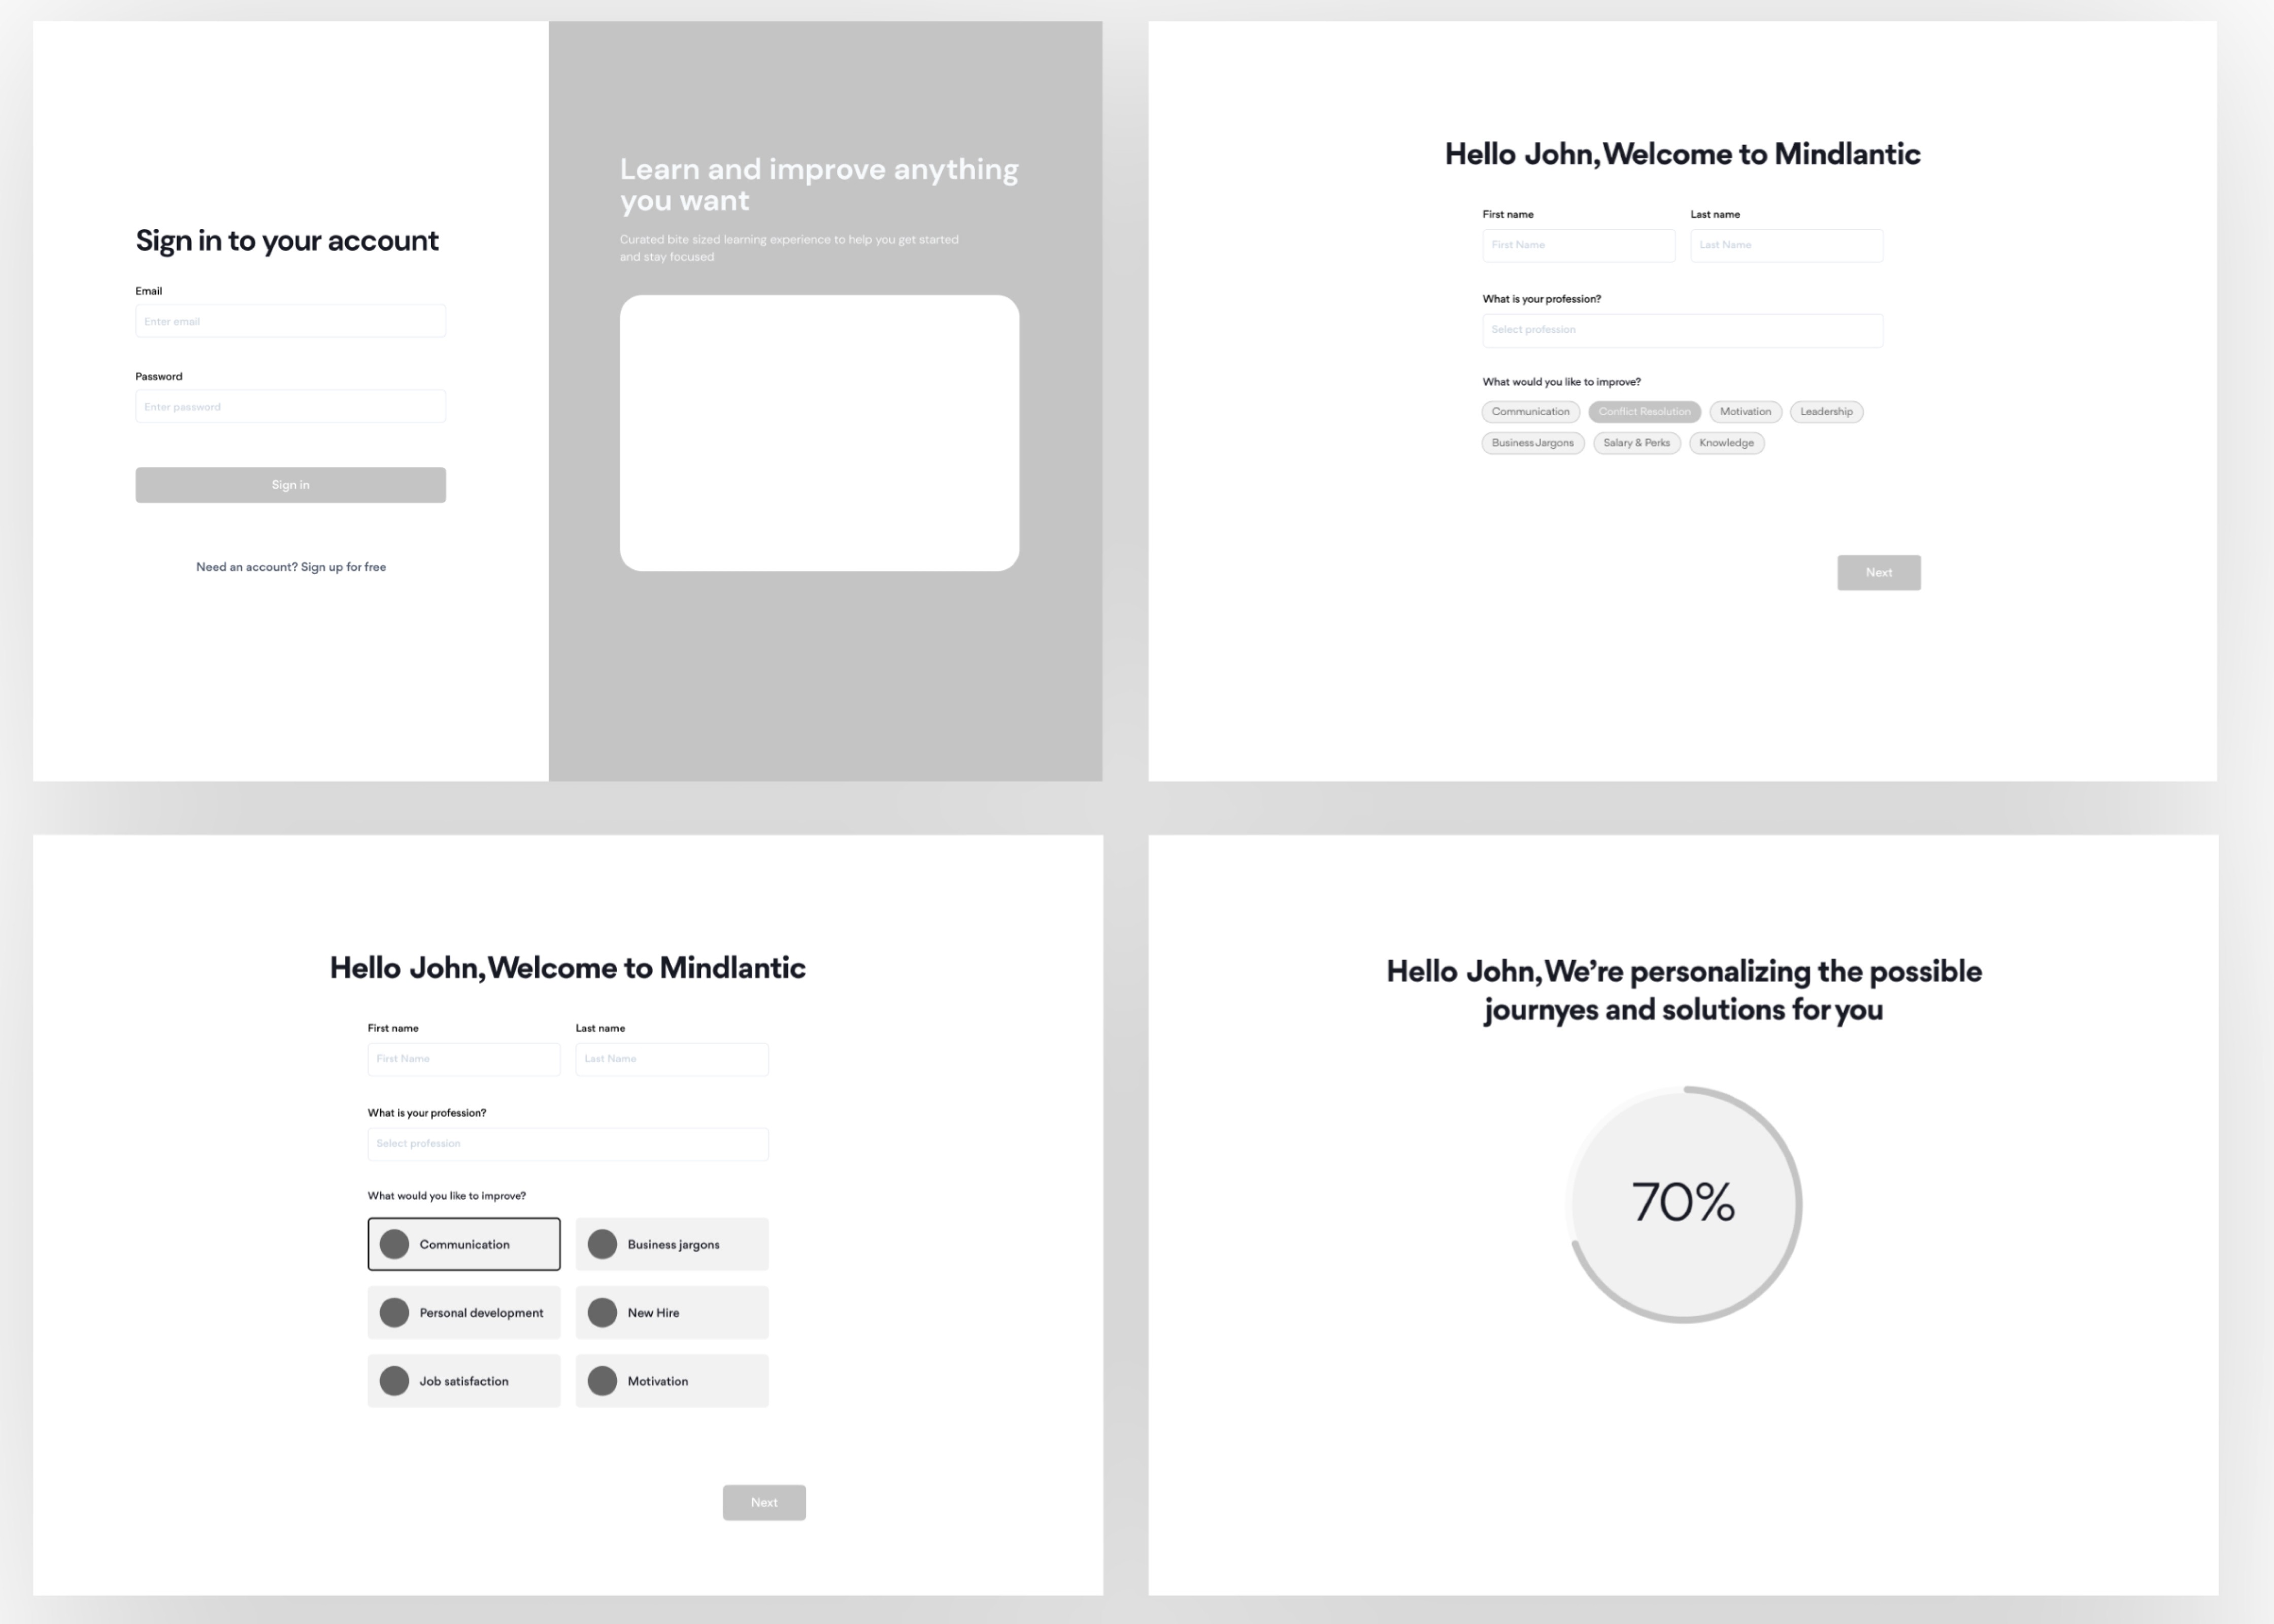 Sign in to your account
Email
Enter email
Password
Enter password
Sign in
Need an account? Sign up for free
Learn and improve anything
you want
Curated bite sized learning experience to help you get started
and stay focused
Hello John, Welcome to Mindlantic
First name Last name
First Name Last Name
What is your profession?
Select profession
What would you like to improve?
Communication Conflict Resolution Motivation Leadership
Business Jargons Salary & Perks Knowledge
Next
Hello John, Welcome to Mindlantic
First name Last name
First Name Last Name
What is your profession?
Select profession
What would you like to improve?
Communication Business jargons
Personal development New Hire
Job satisfaction Motivation
Next
Hello John, We’re personalizing the possible
journyes and solutions for you
70%